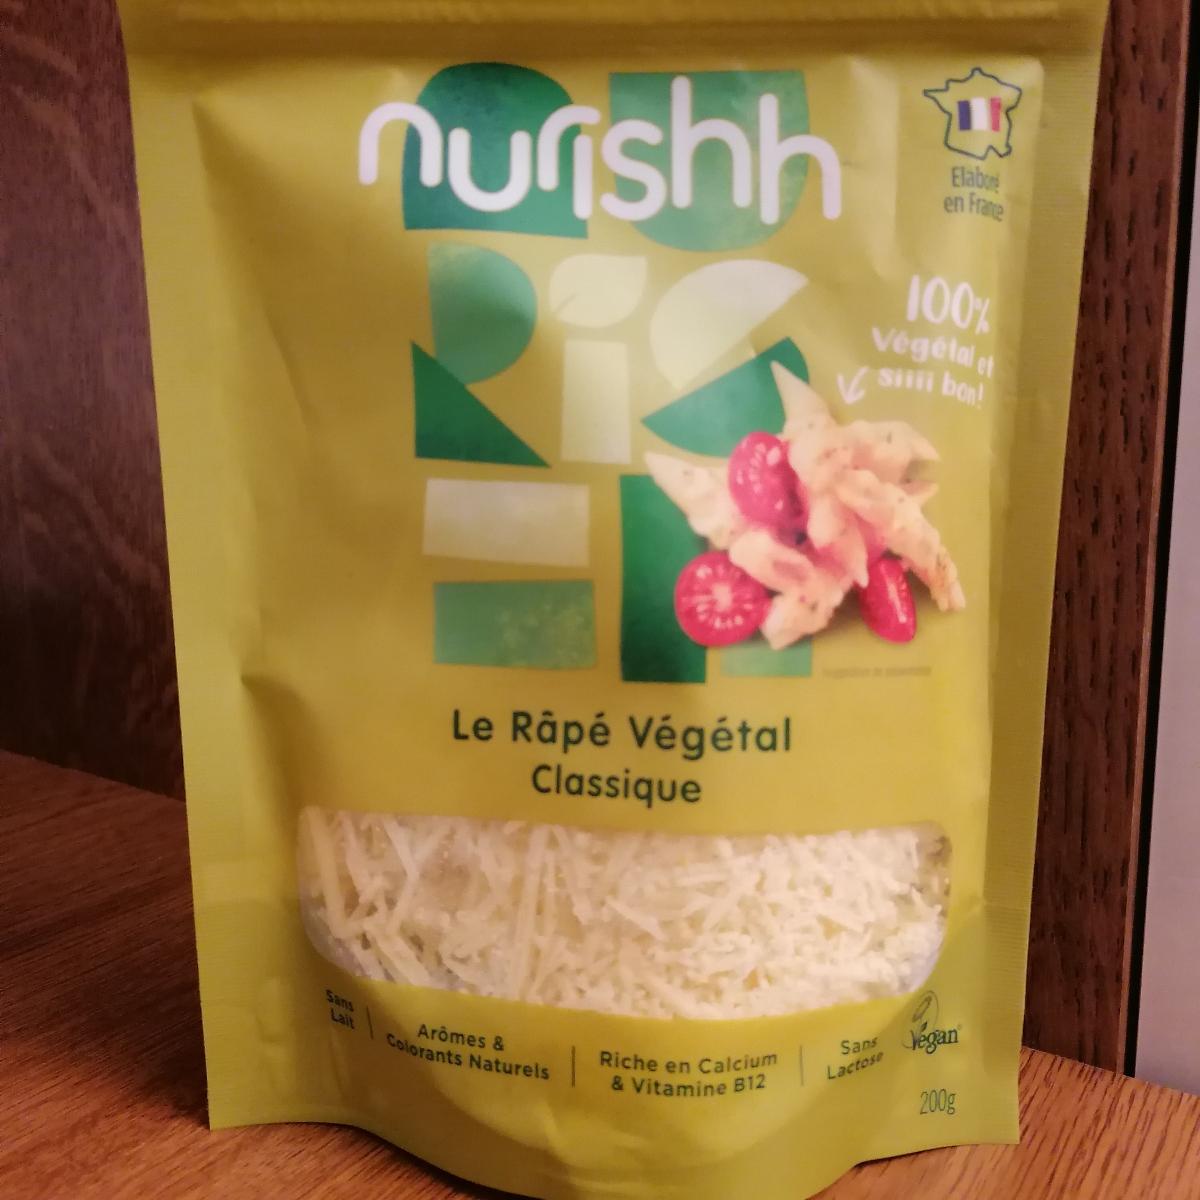 nurishh
Elaboré
en France
100%
Végétal et
siiii bon!
Le Râpé Végétal
Classique
Sans
Lait
Arômes &
Colorants Naturels
Riche en Calcium
& Vitamine B12
Sans
Lactose
Vegan
200g